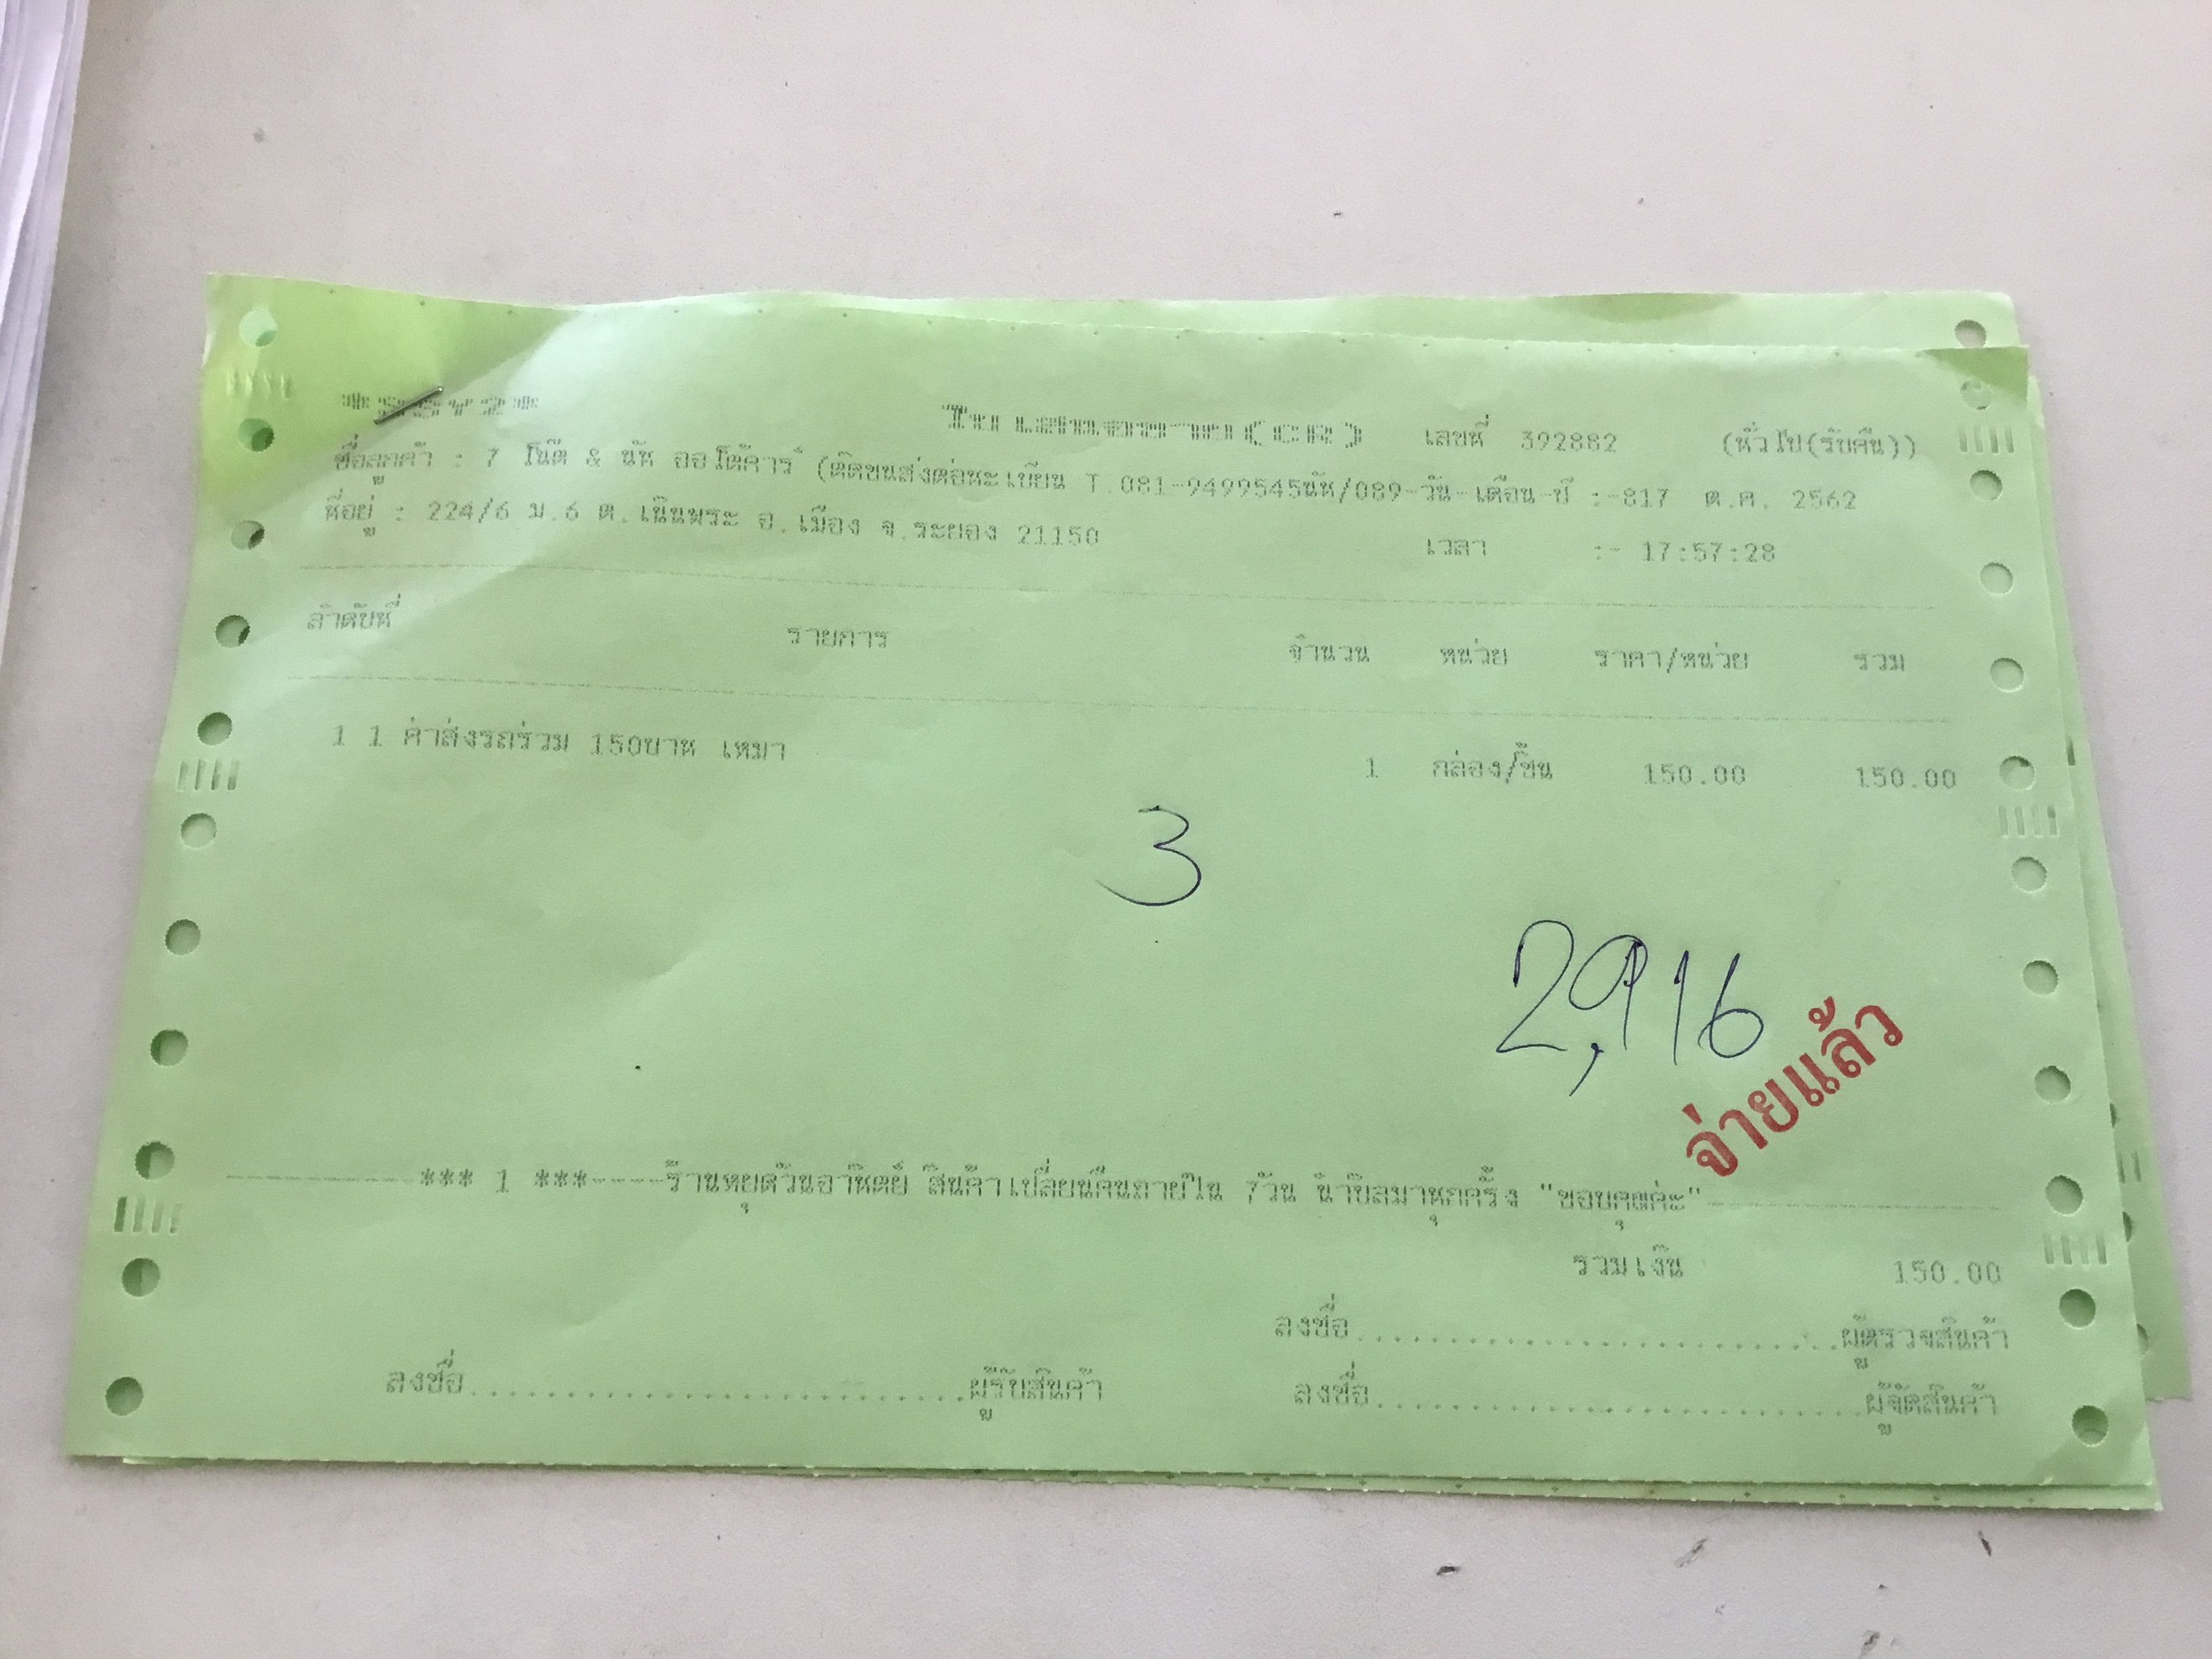 ใบเสนอขาย(CR) เลขที่ 392882 (ทั่วไป(รับคืน))
ชื่อลูกค้า : 7 โน๊ต & นัท ออโต้คาร์ (ติดขนส่งต่อทะเบียน T.081-9499545นัท/089-วัน-เดือน-ปี :-817 ต.ค. 2562
ที่อยู่ : 224/6 ม.6 ต.เนินพระ อ.เมือง จ.ระยอง 21150 เวลา :- 17:57:28
ลำดับที่ รายการ จำนวน หน่วย ราคา/หน่วย รวม
1 1 ค่าส่งรถร่วม 150บาท เหมา 1 กล่อง/ชิ้น 150.00 150.00
3
2,916
จ่ายแล้ว
*** 1 ***----ร้านหยุดวันอาทิตย์ สินค้าเปลี่ยนคืนภายใน 7วัน นำบิลมาทุกครั้ง "ขอบคุณค่ะ"
รวมเงิน 150.00
ลงชื่อ..............................ผู้ตรวจสินค้า
ลงชื่อ..............................ผู้รับสินค้า ลงชื่อ..............................ผู้จัดสินค้า